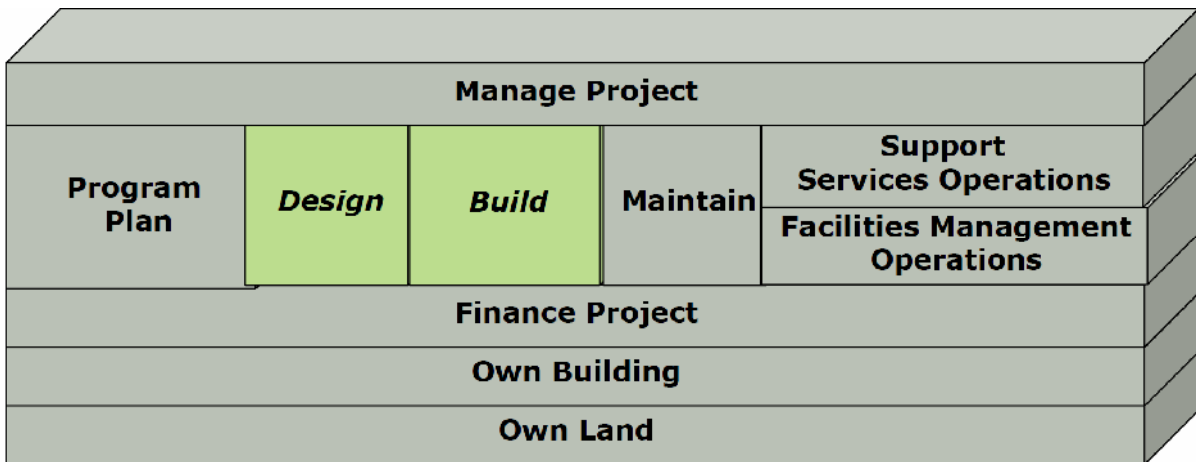 Manage Project
Program
Plan
Design
Build
Maintain
Support
Services Operations
Facilities Management
Operations
Finance Project
Own Building
Own Land